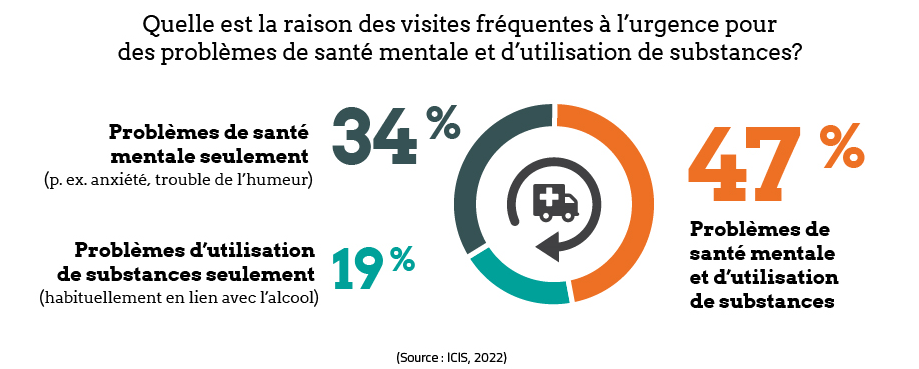 Quelle est la raison des visites fréquentes à l’urgence pour
des problèmes de santé mentale et d’utilisation de substances?
Problèmes de santé
mentale seulement
(p. ex. anxiété, trouble de l’humeur)
34 %
Problèmes d’utilisation
de substances seulement
(habituellement en lien avec l’alcool)
19 %
47 %
Problèmes de
santé mentale
et d’utilisation
de substances
(Source : ICIS, 2022)